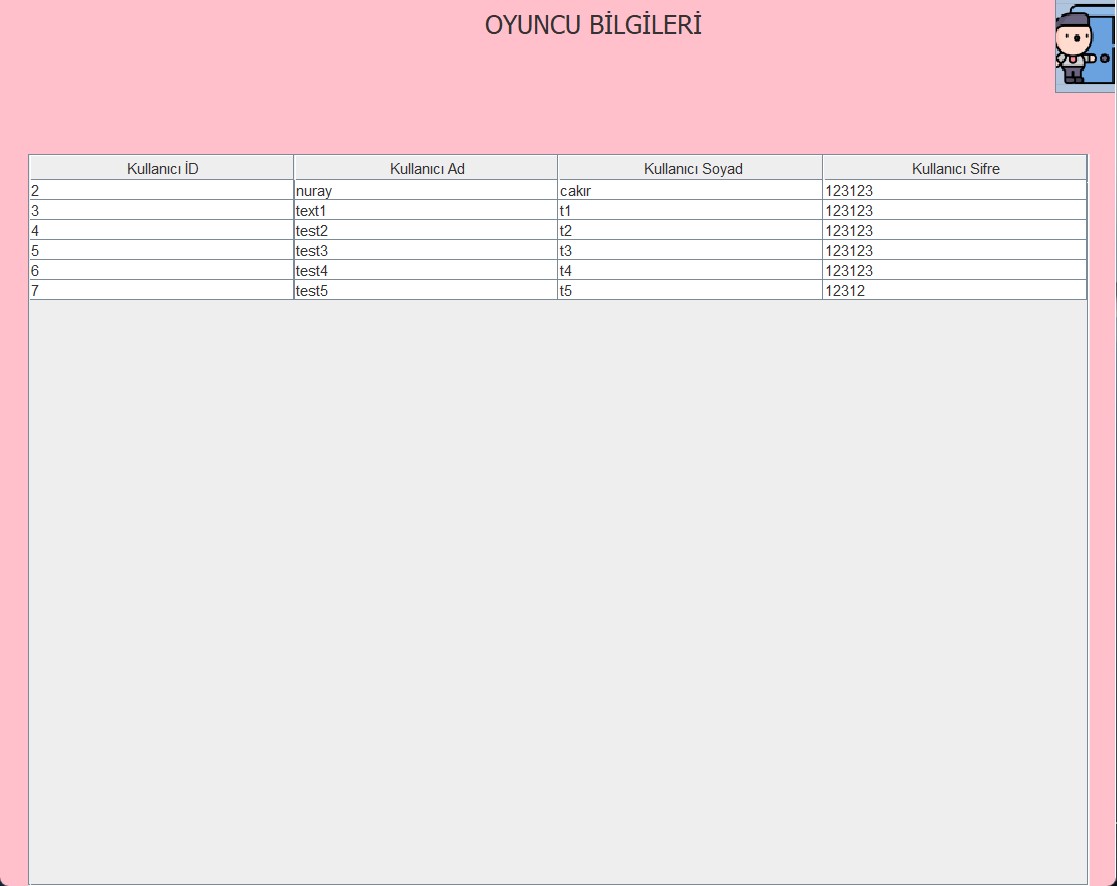 OYUNCU BİLGİLERİ
Kullanıcı İD Kullanıcı Ad Kullanıcı Soyad Kullanıcı Sifre
2 nuray cakır 123123
3 text1 t1 123123
4 test2 t2 123123
5 test3 t3 123123
6 test4 t4 123123
7 test5 t5 12312